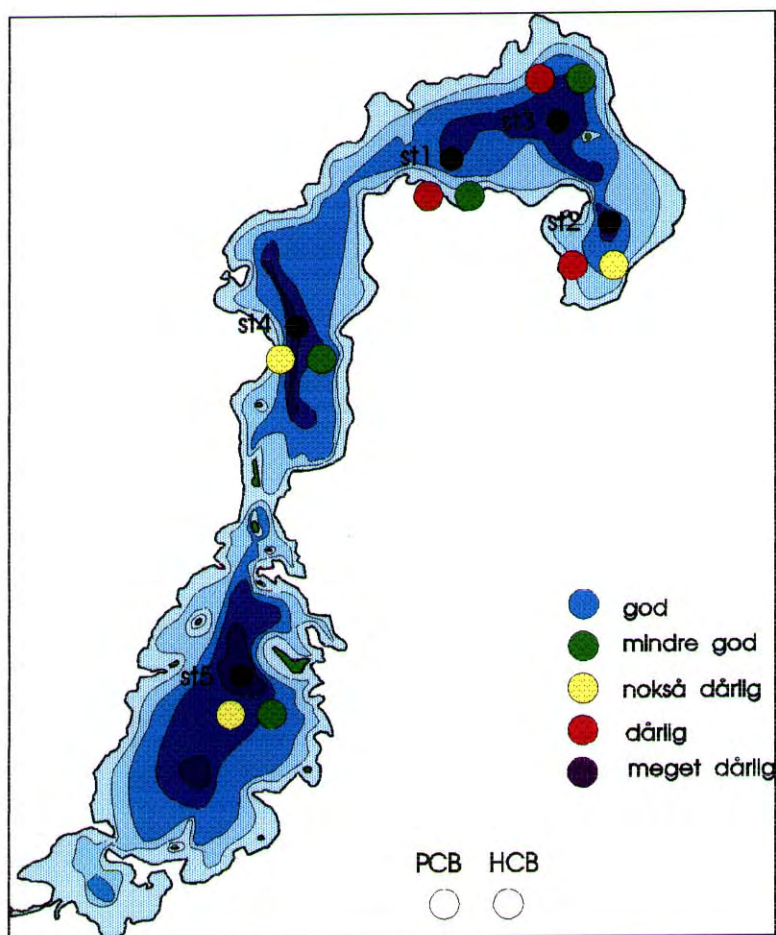 st3
st1
st2
st4
st5
god
mindre god
nokså dårlig
dårlig
meget dårlig
PCB HCB